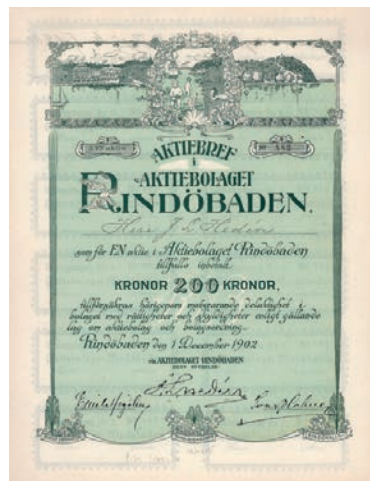 AKTIEBREF
i
AKTIEBOLAGET
RINDÖBADEN.
Herr J. L. Hedin
som för EN aktie i Aktiebolaget Rindöbaden
tillfullo inbetalt
KRONOR 200 KRONOR,
tillförsäkras härigenom motsvarande delaktighet i
bolaget med rättigheter och skyldigheter enligt gällande
lag om aktiebolag och bolagsordning.
Rindöbaden den 1 December 1902
AKTIEBOLAGET RINDÖBADEN
DESS STYRELSE